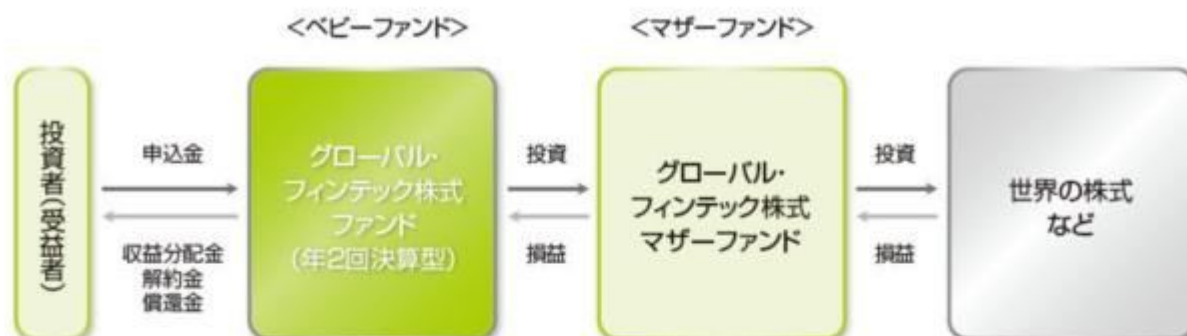 <ベビーファンド>
<マザーファンド>
投資者(受益者)
申込金
収益分配金
解約金
償還金
グローバル・
フィンテック株式
ファンド
(年2回決算型)
投資
損益
グローバル・
フィンテック株式
マザーファンド
投資
損益
世界の株式
など